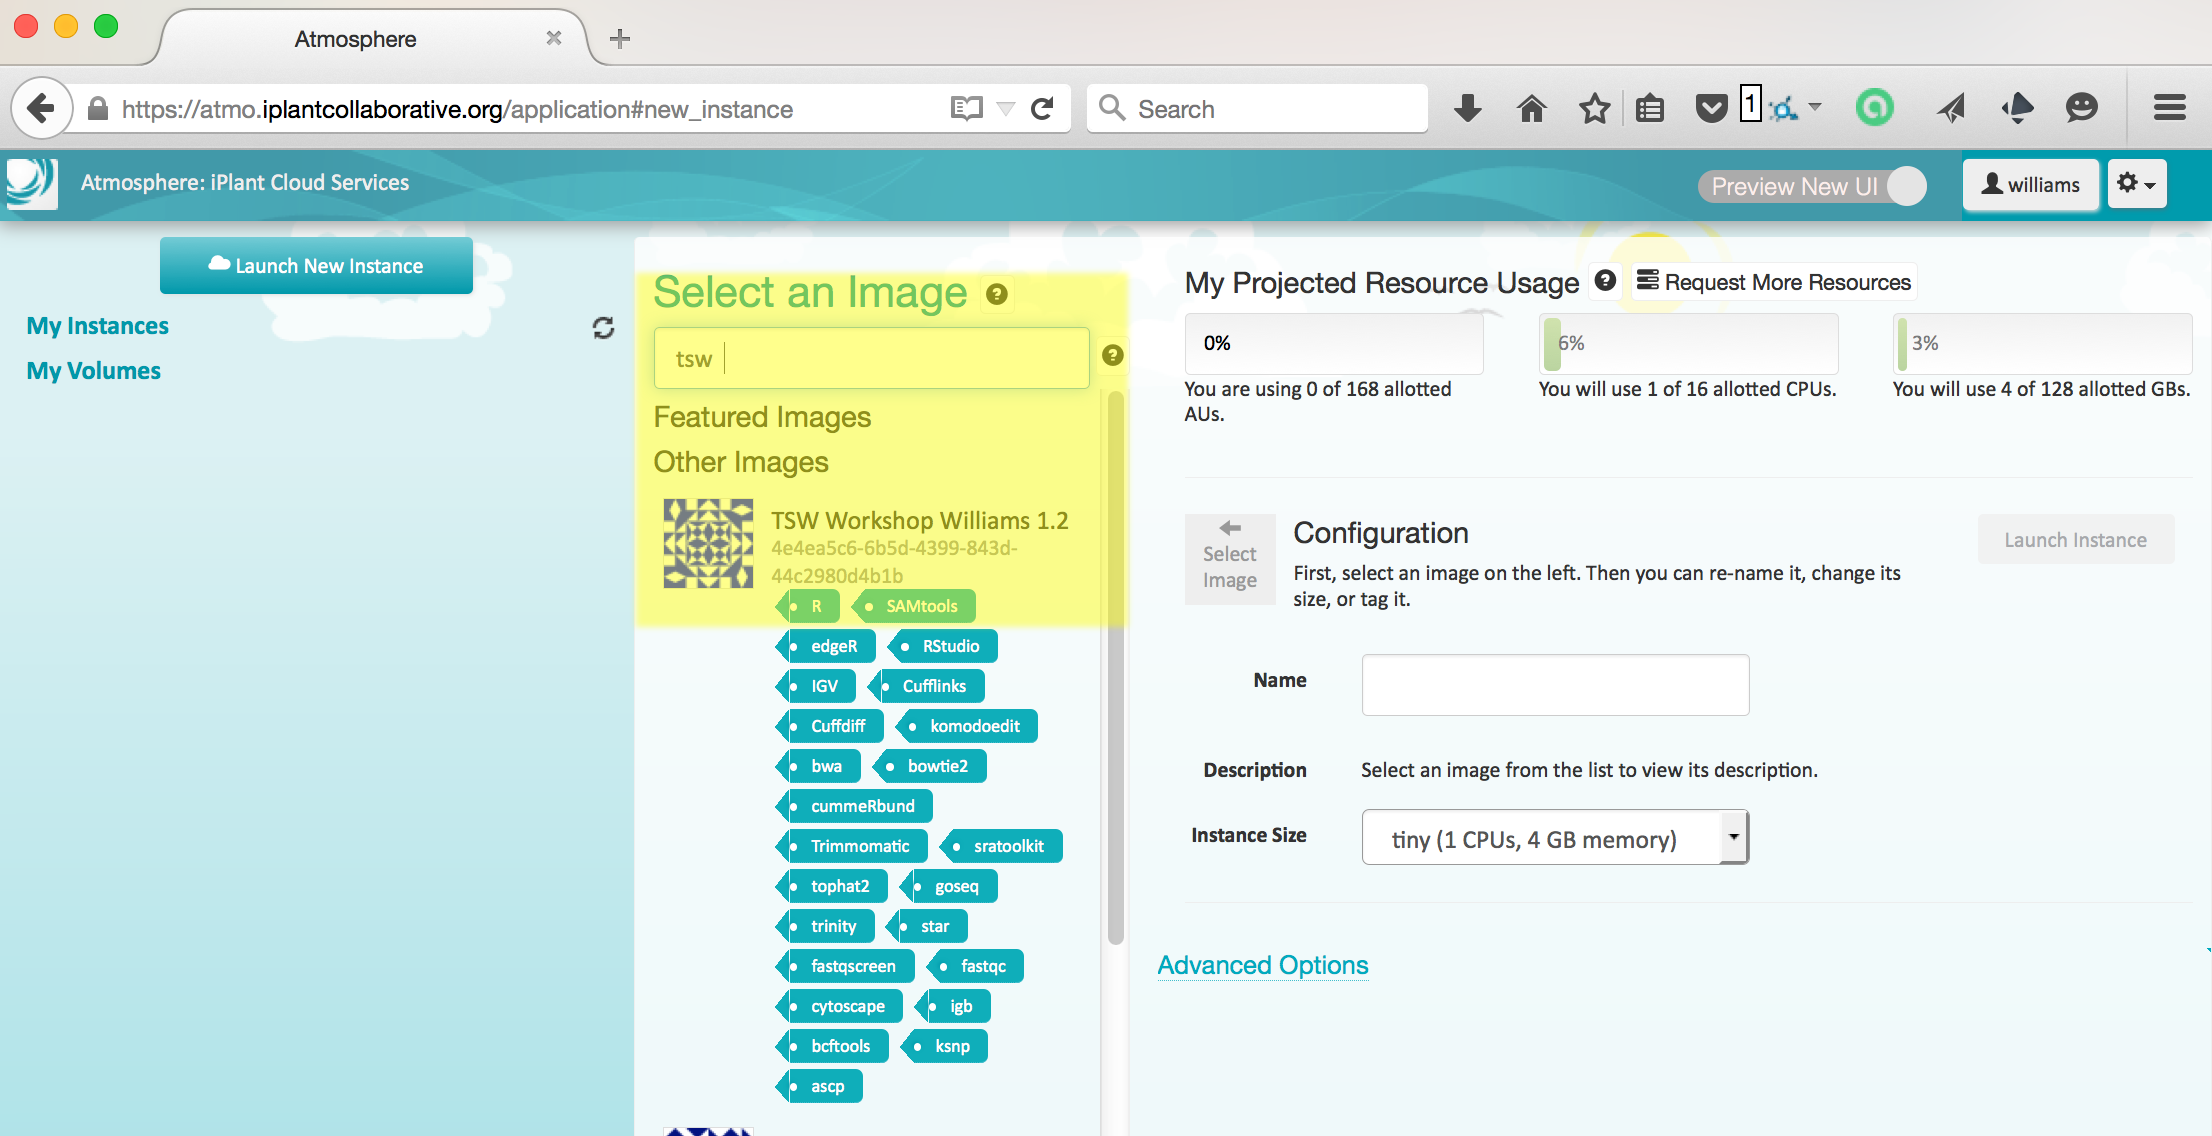 Atmosphere
https://atmo.iplantcollaborative.org/application#new_instance
Search
1
Atmosphere: iPlant Cloud Services
Preview New UI
williams
Launch New Instance
My Instances
My Volumes
Select an Image
tsw
Featured Images
Other Images
TSW Workshop Williams 1.2
4e4ea5c6-6b5d-4399-843d-
44c2980d4b1b
R SAMtools
edgeR RStudio
IGV Cufflinks
Cuffdiff komodoedit
bwa bowtie2
cummeRbund
Trimmomatic sratoolkit
tophat2 goseq
trinity star
fastqscreen fastqc
cytoscape igb
bcftools ksnp
ascp
My Projected Resource Usage
Request More Resources
0%
You are using 0 of 168 allotted
AUs.
6%
You will use 1 of 16 allotted CPUs.
3%
You will use 4 of 128 allotted GBs.
Select
Image
Configuration
First, select an image on the left. Then you can re-name it, change its
size, or tag it.
Launch Instance
Name
Description Select an image from the list to view its description.
Instance Size tiny (1 CPUs, 4 GB memory)
Advanced Options